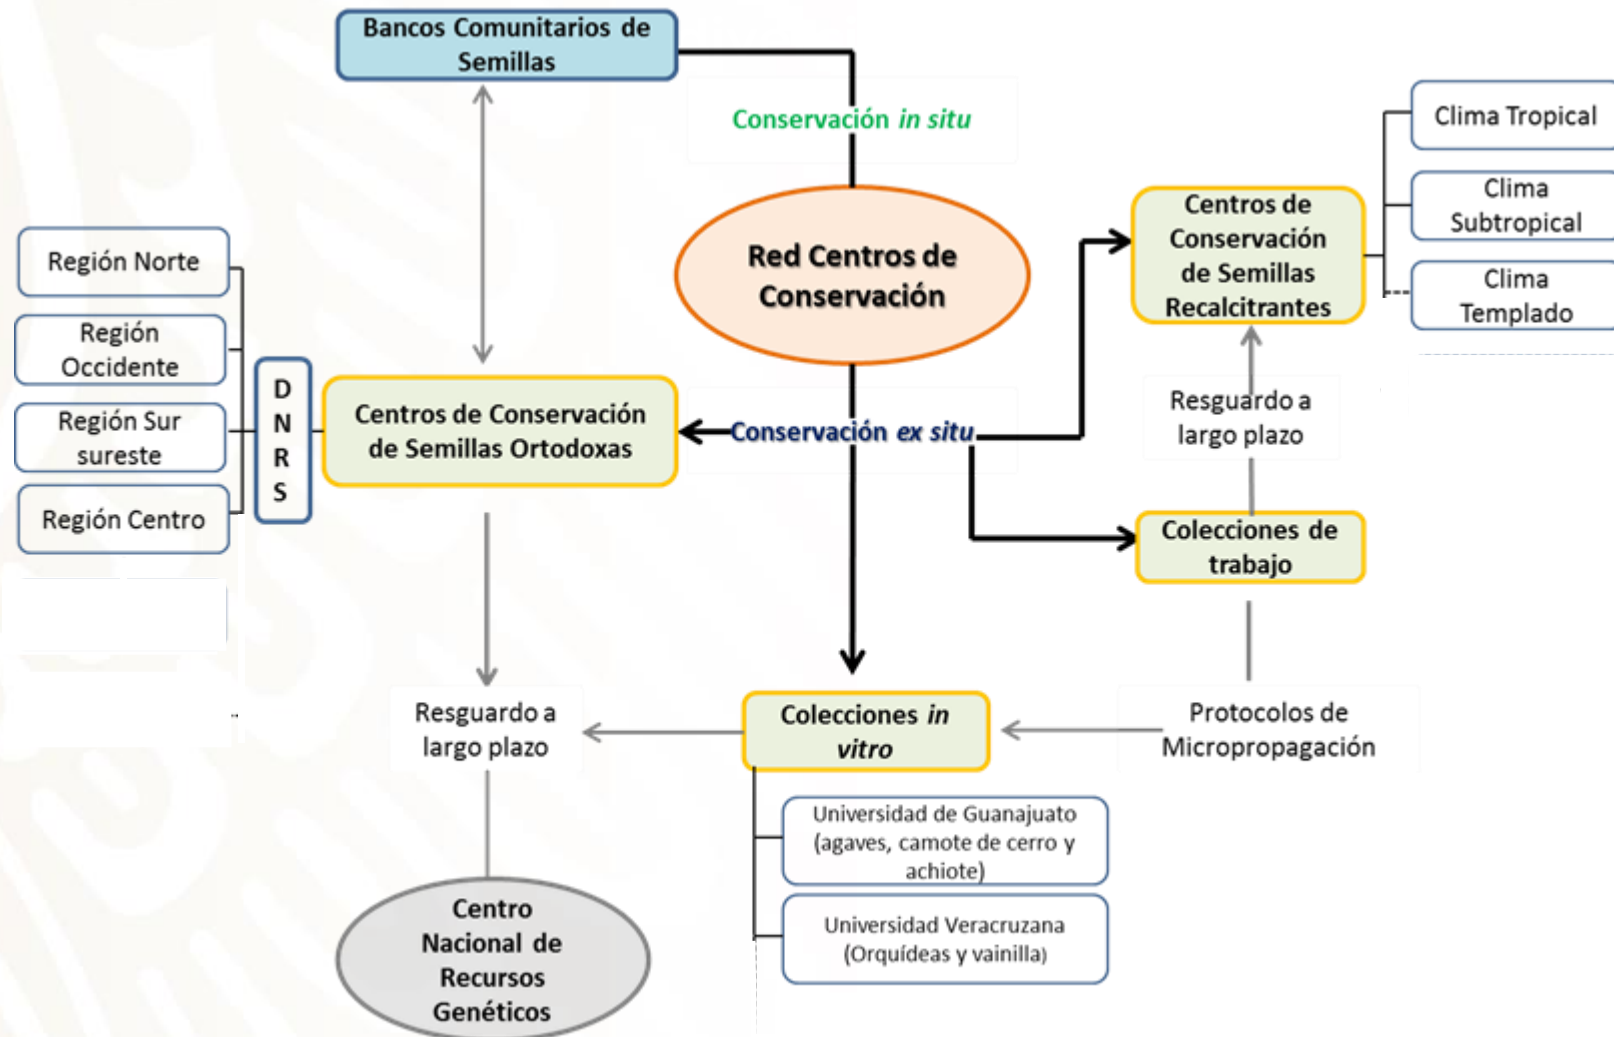 Bancos Comunitarios de
Semillas
Conservación in situ
Red Centros de
Conservación
Conservación ex situ
Centros de Conservación
de Semillas Ortodoxas
D
N
R
S
Región Norte
Región
Occidente
Región Sur
sureste
Región Centro
Centros de
Conservación
de Semillas
Recalcitrantes
Clima Tropical
Clima
Subtropical
Clima
Templado
Resguardo a
largo plazo
Colecciones de
trabajo
Protocolos de
Micropropagación
Colecciones in
vitro
Universidad de Guanajuato
(agaves, camote de cerro y
achiote)
Universidad Veracruzana
(Orquídeas y vainilla)
Resguardo a
largo plazo
Centro
Nacional de
Recursos
Genéticos